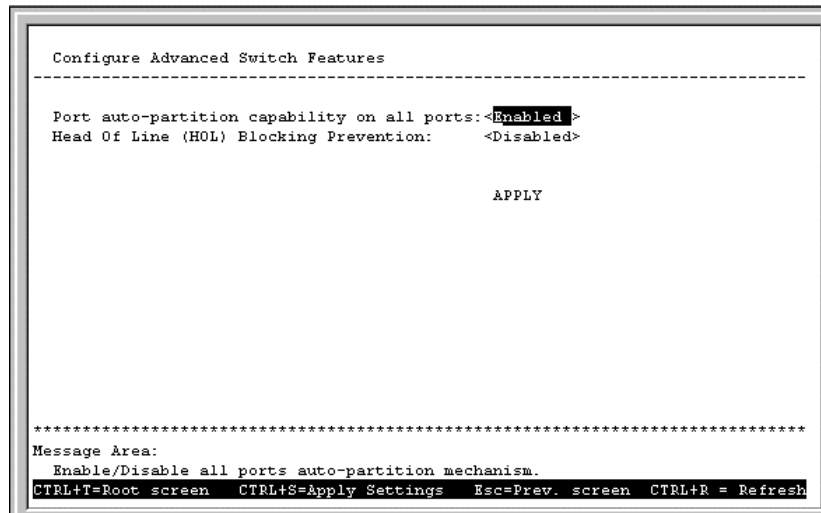 Configure Advanced Switch Features
--------------------------------------------------------------------------------
Port auto-partition capability on all ports:<Enabled >
Head Of Line (HOL) Blocking Prevention: <Disabled>
APPLY
********************************************************************************
Message Area:
Enable/Disable all ports auto-partition mechanism.
CTRL+T=Root screen CTRL+S=Apply Settings Esc=Prev. screen CTRL+R = Refresh